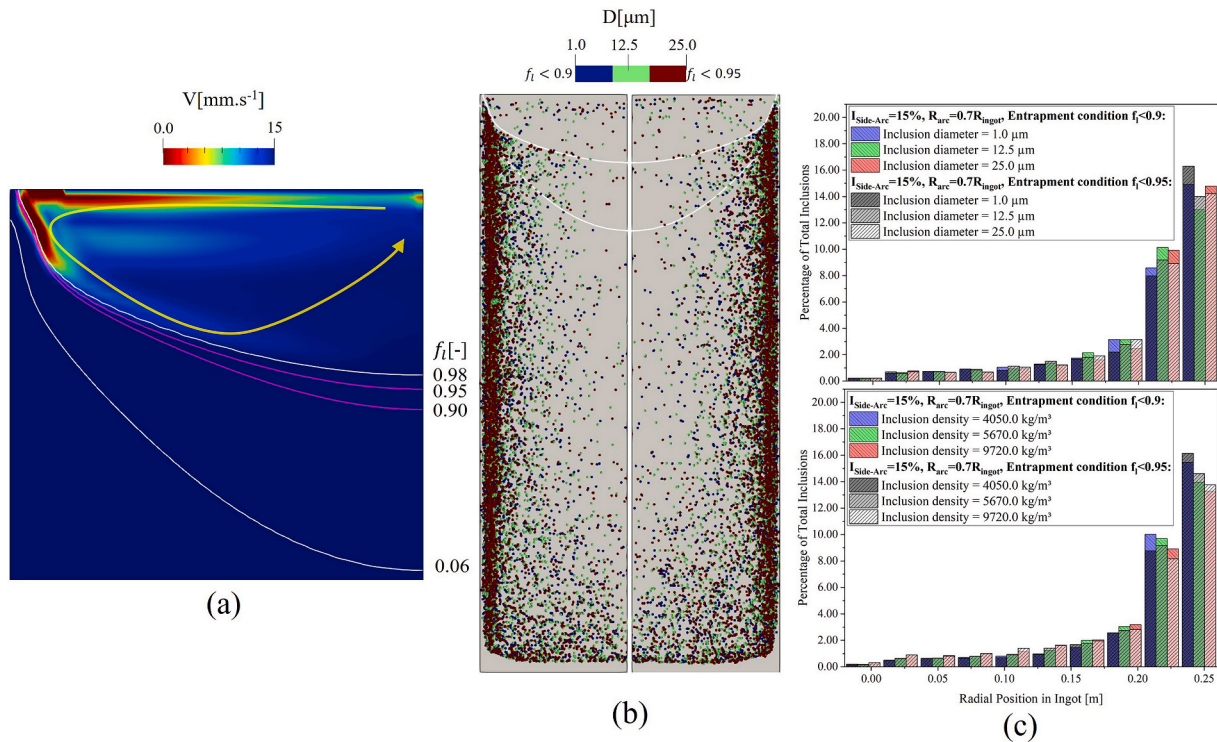 V[mm.s⁻¹]
0.0 15
f_l[-]
0.98
0.95
0.90
0.06
(a)
D[µm]
1.0 12.5 25.0
f_l < 0.9 f_l < 0.95
(b)
I_Side-Arc=15%, R_arc=0.7R_ingot, Entrapment condition f_l<0.9:
Inclusion diameter = 1.0 µm
Inclusion diameter = 12.5 µm
Inclusion diameter = 25.0 µm
I_Side-Arc=15%, R_arc=0.7R_ingot, Entrapment condition f_l<0.95:
Inclusion diameter = 1.0 µm
Inclusion diameter = 12.5 µm
Inclusion diameter = 25.0 µm
Percentage of Total Inclusions
20.00
18.00
16.00
14.00
12.00
10.00
8.00
6.00
4.00
2.00
0.00
I_Side-Arc=15%, R_arc=0.7R_ingot, Entrapment condition f_l<0.9:
Inclusion density = 4050.0 kg/m³
Inclusion density = 5670.0 kg/m³
Inclusion density = 9720.0 kg/m³
I_Side-Arc=15%, R_arc=0.7R_ingot, Entrapment condition f_l<0.95:
Inclusion density = 4050.0 kg/m³
Inclusion density = 5670.0 kg/m³
Inclusion density = 9720.0 kg/m³
Percentage of Total Inclusions
20.00
18.00
16.00
14.00
12.00
10.00
8.00
6.00
4.00
2.00
0.00
0.00 0.05 0.10 0.15 0.20 0.25
Radial Position in Ingot [m]
(c)